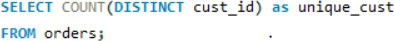 SELECT COUNT(DISTINCT cust_id) as unique_cust
FROM orders;